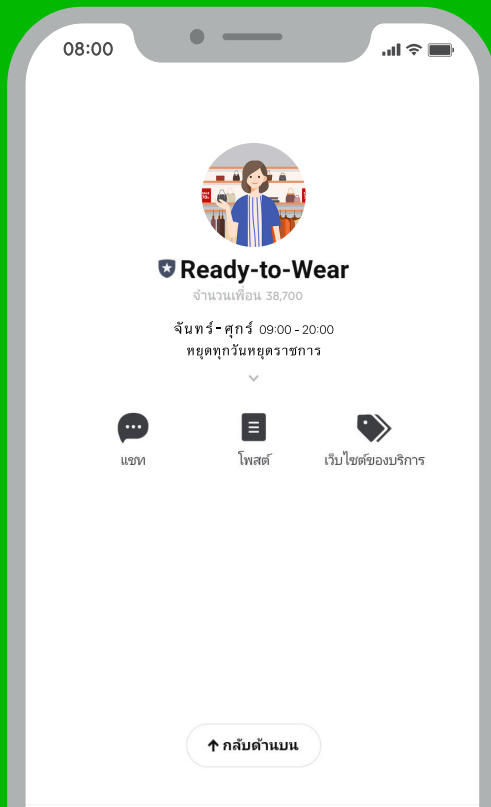 08:00
Ready-to-Wear
จำนวนเพื่อน 38,700
จันทร์-ศุกร์ 09:00 - 20:00
หยุดทุกวันหยุดราชการ
แชท
โพสต์
เว็บไซต์ของบริการ
↑ กลับด้านบน